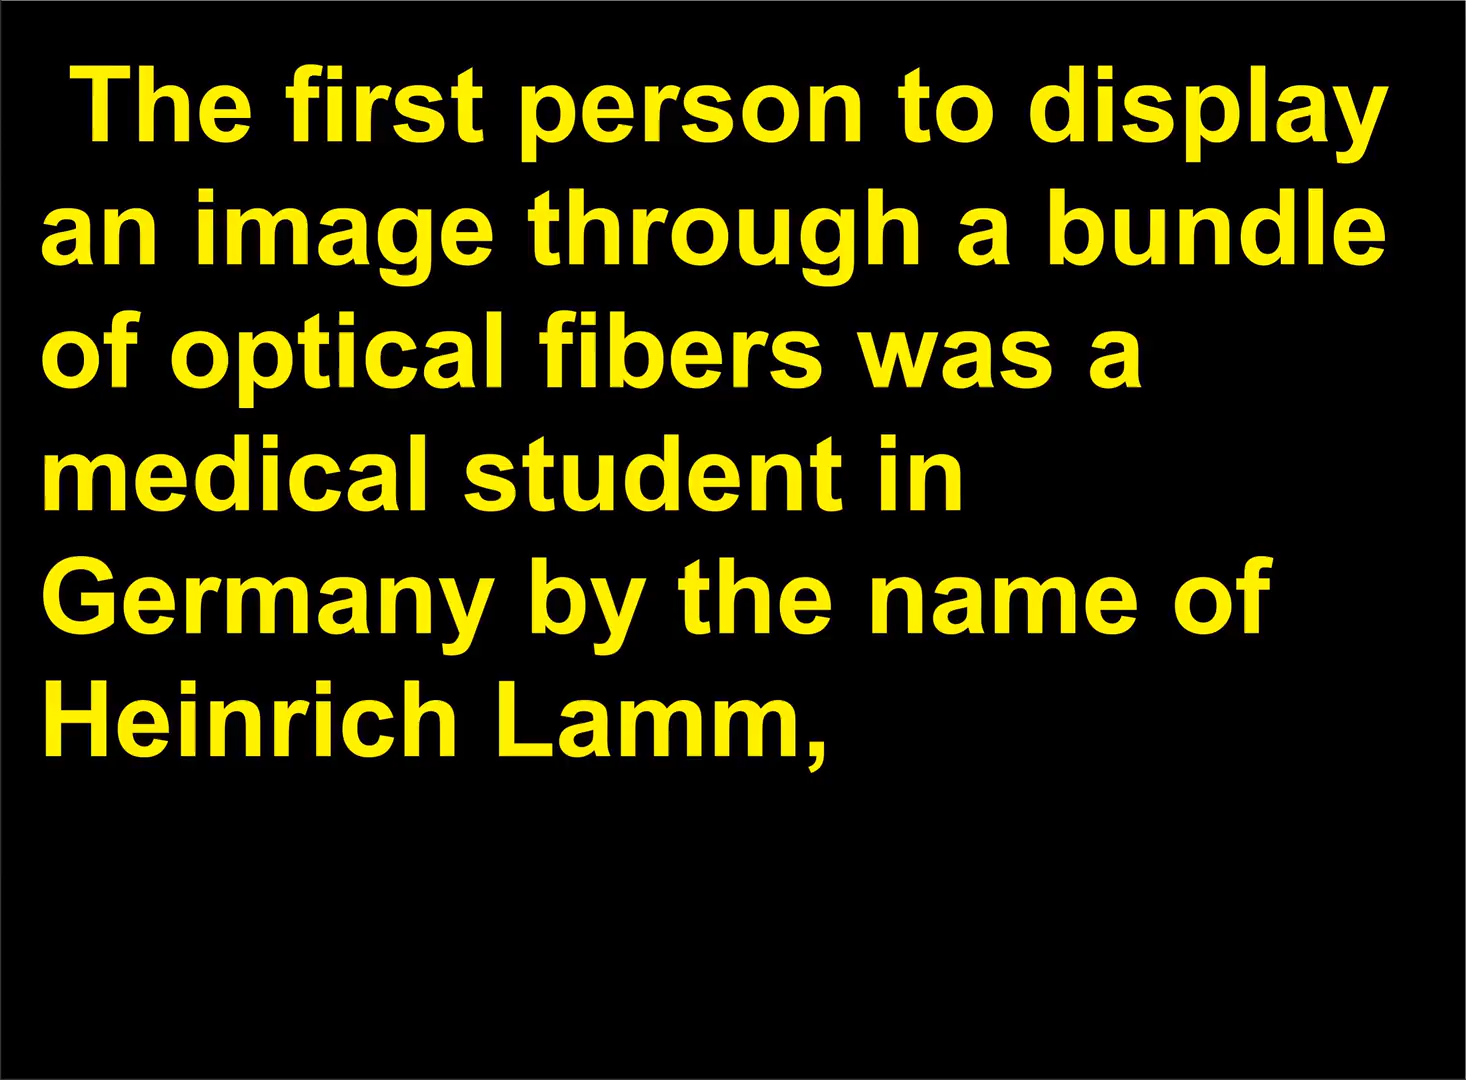 The first person to display
an image through a bundle
of optical fibers was a
medical student in
Germany by the name of
Heinrich Lamm,